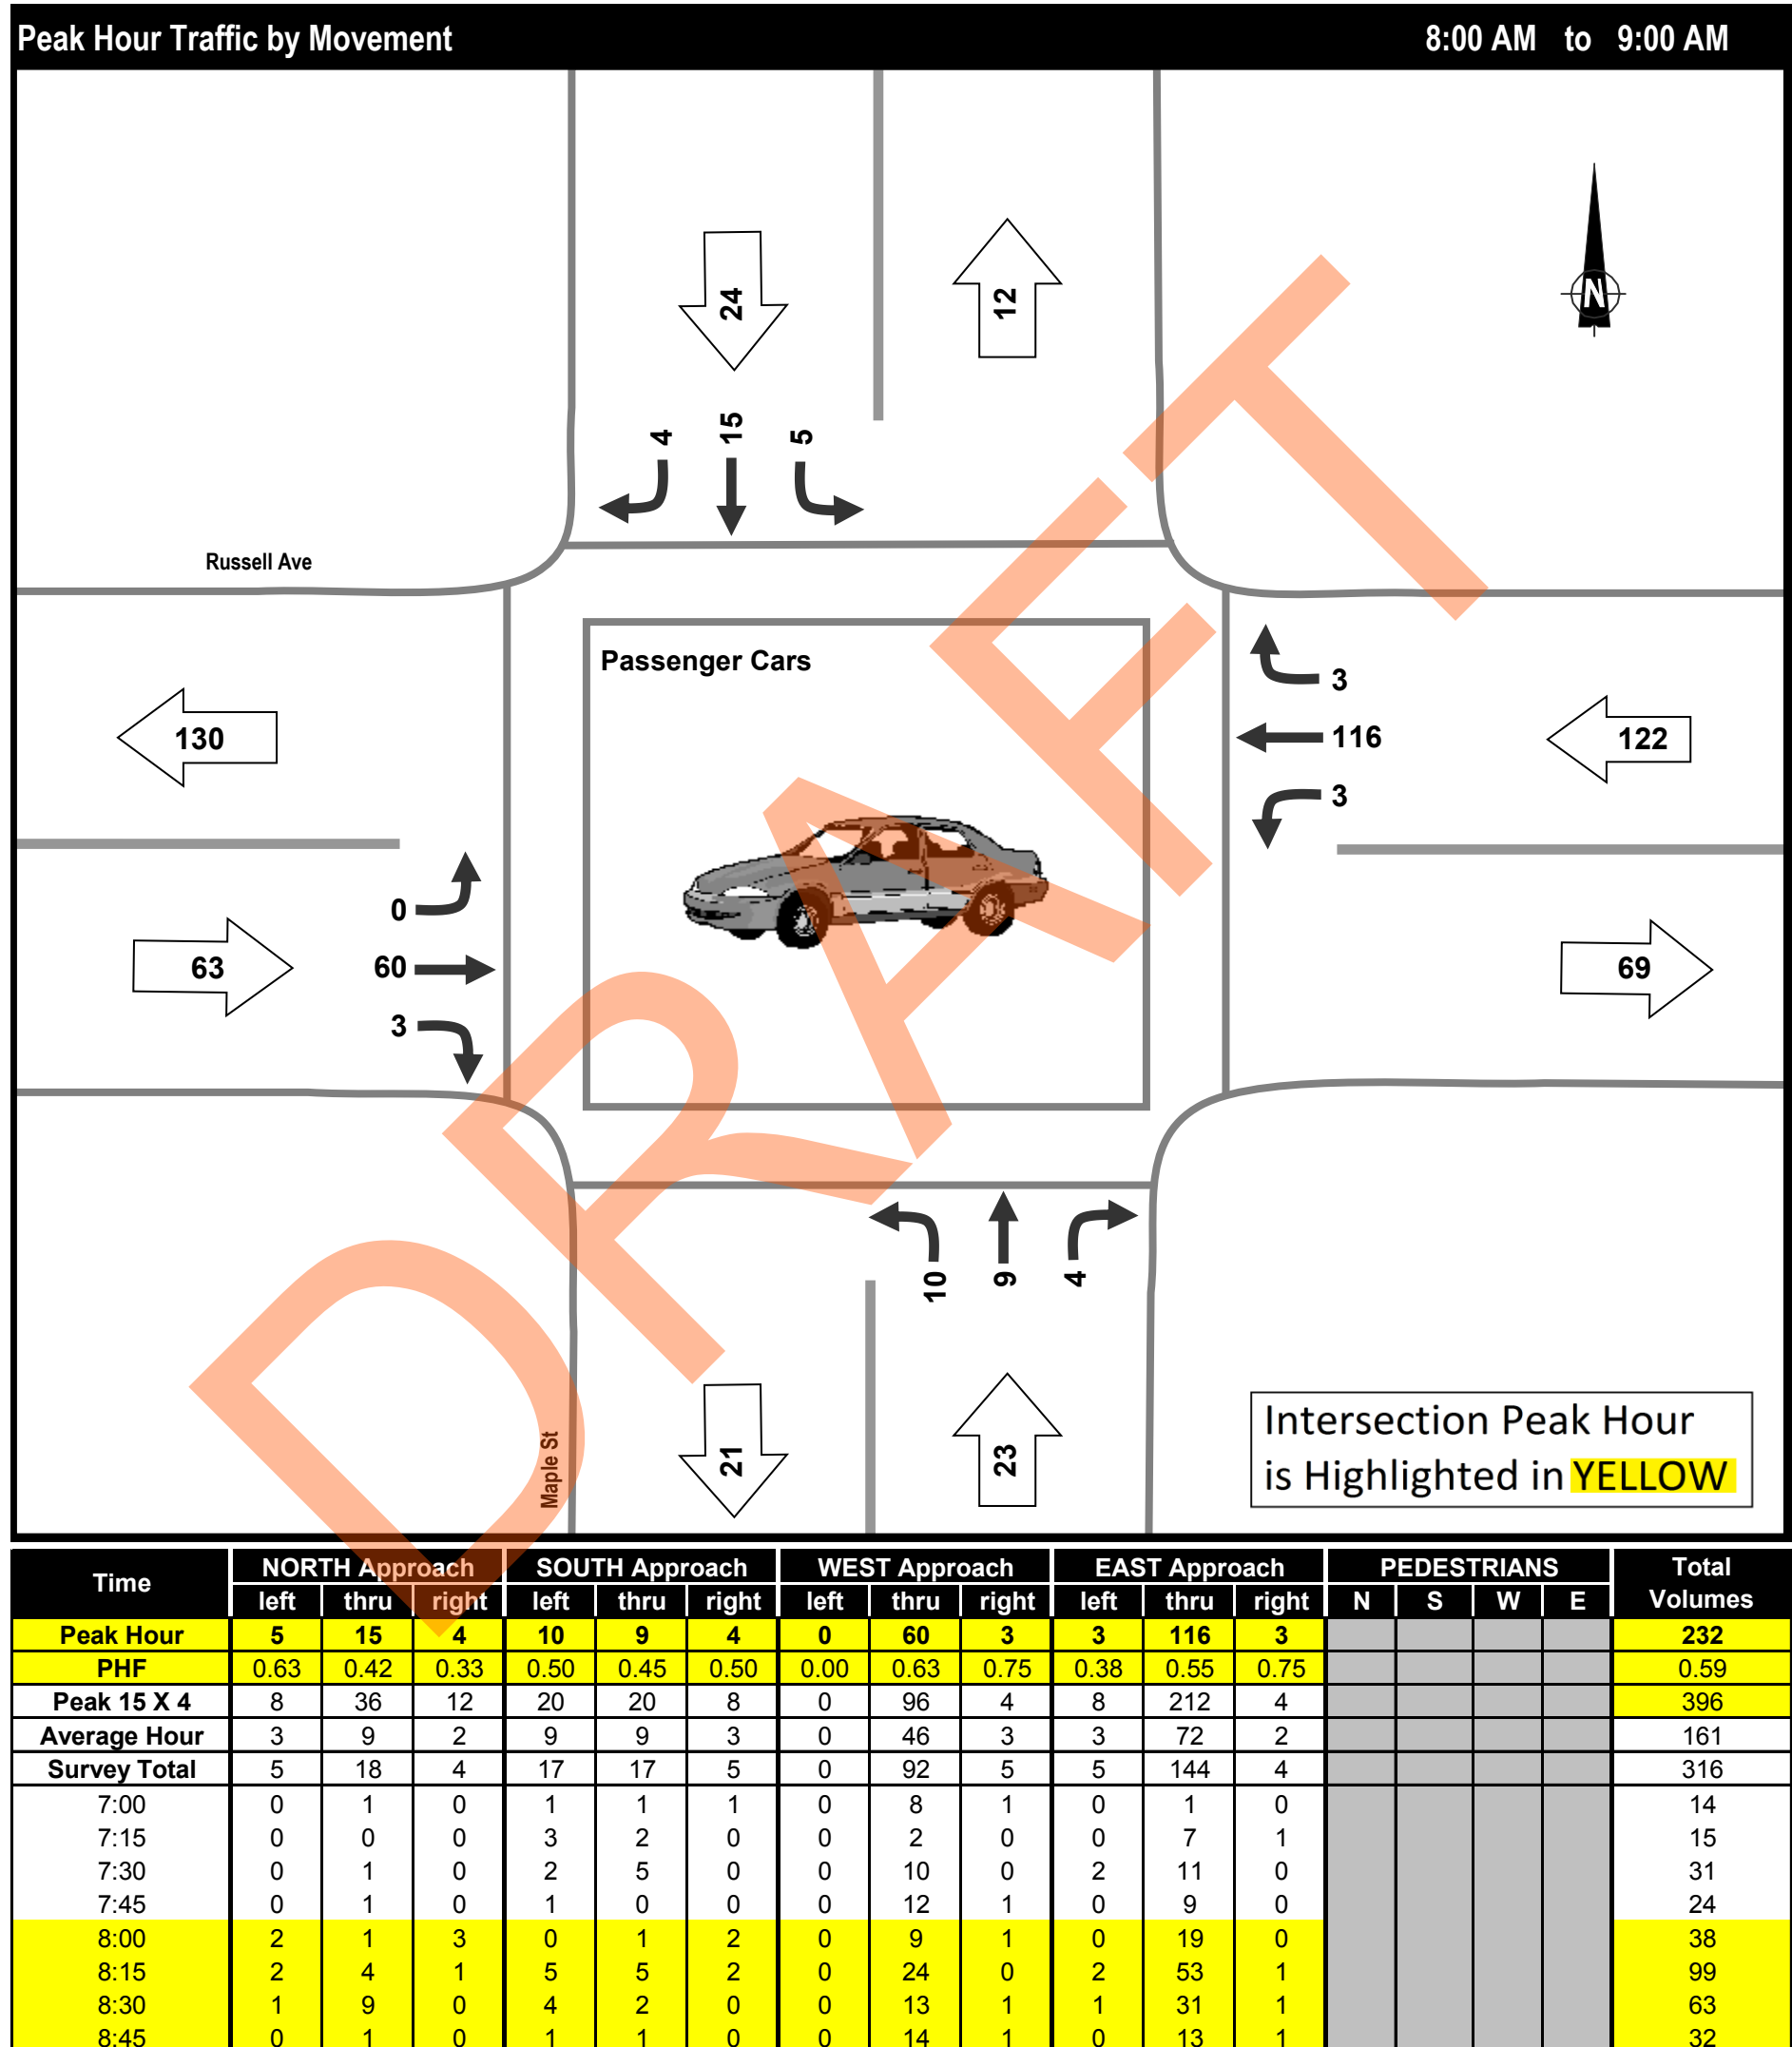 Peak Hour Traffic by Movement 8:00 AM to 9:00 AM
24
12
N
4 15 5
Russell Ave
Passenger Cars
3
130
116
122
3
0
63
60
69
3
10 9 4
Maple St
21
23
Intersection Peak Hour
is Highlighted in YELLOW
DRAFT
Time NORTH Approach SOUTH Approach WEST Approach EAST Approach PEDESTRIANS Total
left thru right left thru right left thru right left thru right N S W E Volumes
Peak Hour 5 15 4 10 9 4 0 60 3 3 116 3 232
PHF 0.63 0.42 0.33 0.50 0.45 0.50 0.00 0.63 0.75 0.38 0.55 0.75 0.59
Peak 15 X 4 8 36 12 20 20 8 0 96 4 8 212 4 396
Average Hour 3 9 2 9 9 3 0 46 3 3 72 2 161
Survey Total 5 18 4 17 17 5 0 92 5 5 144 4 316
7:00 0 1 0 1 1 1 0 8 1 0 1 0 14
7:15 0 0 0 3 2 0 0 2 0 0 7 1 15
7:30 0 1 0 2 5 0 0 10 0 2 11 0 31
7:45 0 1 0 1 0 0 0 12 1 0 9 0 24
8:00 2 1 3 0 1 2 0 9 1 0 19 0 38
8:15 2 4 1 5 5 2 0 24 0 2 53 1 99
8:30 1 9 0 4 2 0 0 13 1 1 31 1 63
8:45 0 1 0 1 1 0 0 14 1 0 13 1 32